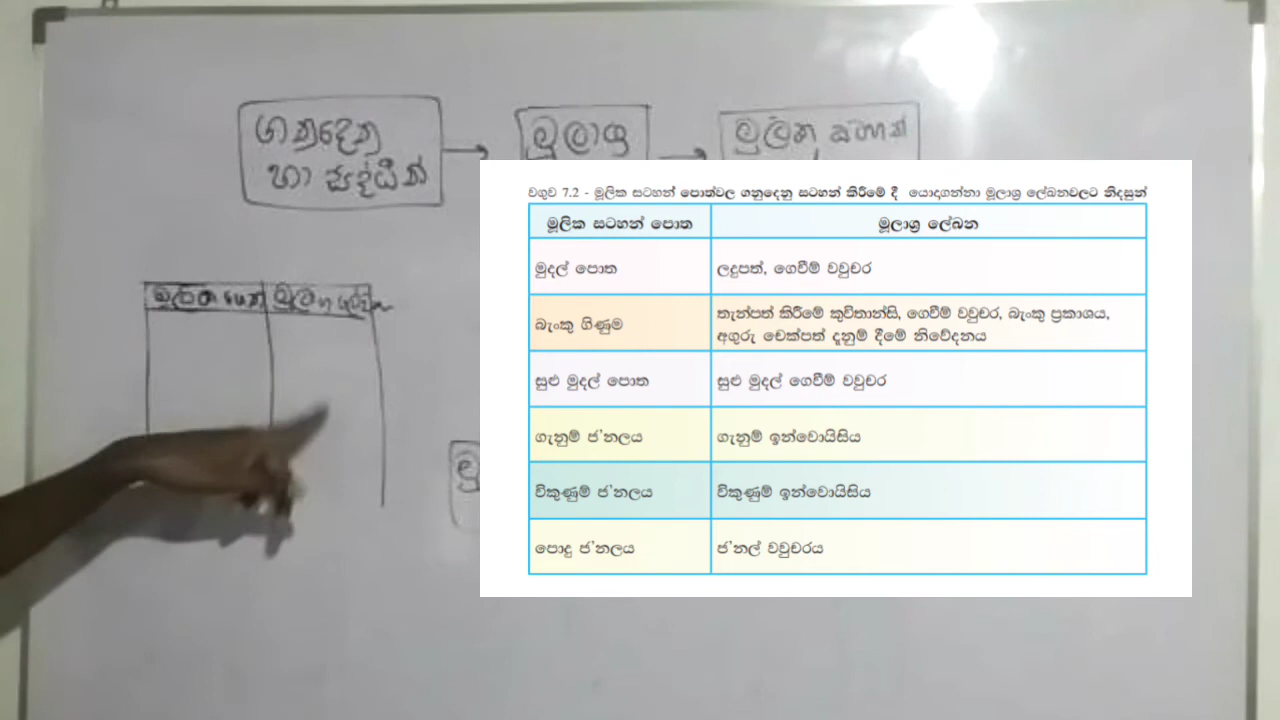 ගනුදෙනු
හා සද්ධීන්
මූලාශ්‍ර
මූලික සටහන්
වගුව 7.2 - මූලික සටහන් පොත්වල ගනුදෙනු සටහන් කිරීමේ දී යොදාගන්නා මූලාශ්‍ර ලේඛනවලට නිදසුන්
මූලික සටහන් පොත
මූලාශ්‍ර ලේඛන
මුදල් පොත
ලදුපත්, ගෙවීම් වවුචර
බැංකු ගිණුම
තැන්පත් කිරීමේ කුවිතාන්සි, ගෙවීම් වවුචර, බැංකු ප්‍රකාශය,
අගුරු චෙක්පත් දැනුම් දීමේ නිවේදනය
සුළු මුදල් පොත
සුළු මුදල් ගෙවීම් වවුචර
ගැනුම් ජ'නලය
ගැනුම් ඉන්වොයිසිය
විකුණුම් ජ'නලය
විකුණුම් ඉන්වොයිසිය
පොදු ජ'නලය
ජ'නල් වවුචරය